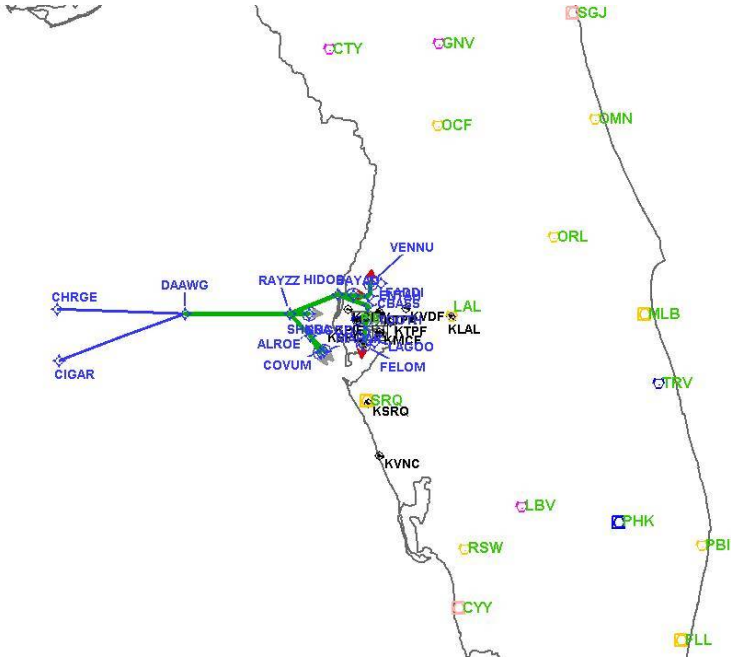 SGJ
CTY
GNV
OCF
OMN
ORL
VENNU
DAAWG
RAYZZ
HIDO
CHRGE
LAL
MLB
KVDF
KTPF
KLAL
ALROE
KMCF
LAGOO
COVUM
FELOM
CIGAR
TRV
SRQ
KSRQ
KVNC
LBV
PHK
RSW
PBI
CYY
FLL